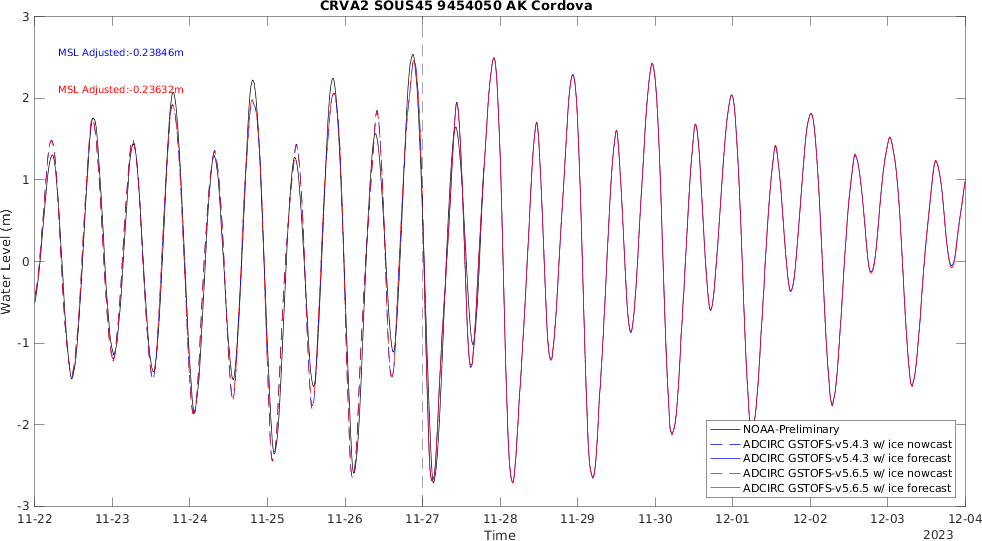 CRVA2 SOUS45 9454050 AK Cordova
MSL Adjusted:-0.23846m
MSL Adjusted:-0.23632m
Water Level (m)
3
2
1
0
-1
-2
-3
NOAA-Preliminary
ADCIRC GSTOFS-v5.4.3 w/ ice nowcast
ADCIRC GSTOFS-v5.4.3 w/ ice forecast
ADCIRC GSTOFS-v5.6.5 w/ ice nowcast
ADCIRC GSTOFS-v5.6.5 w/ ice forecast
11-22 11-23 11-24 11-25 11-26 11-27 11-28 11-29 11-30 12-01 12-02 12-03 12-04
Time
2023